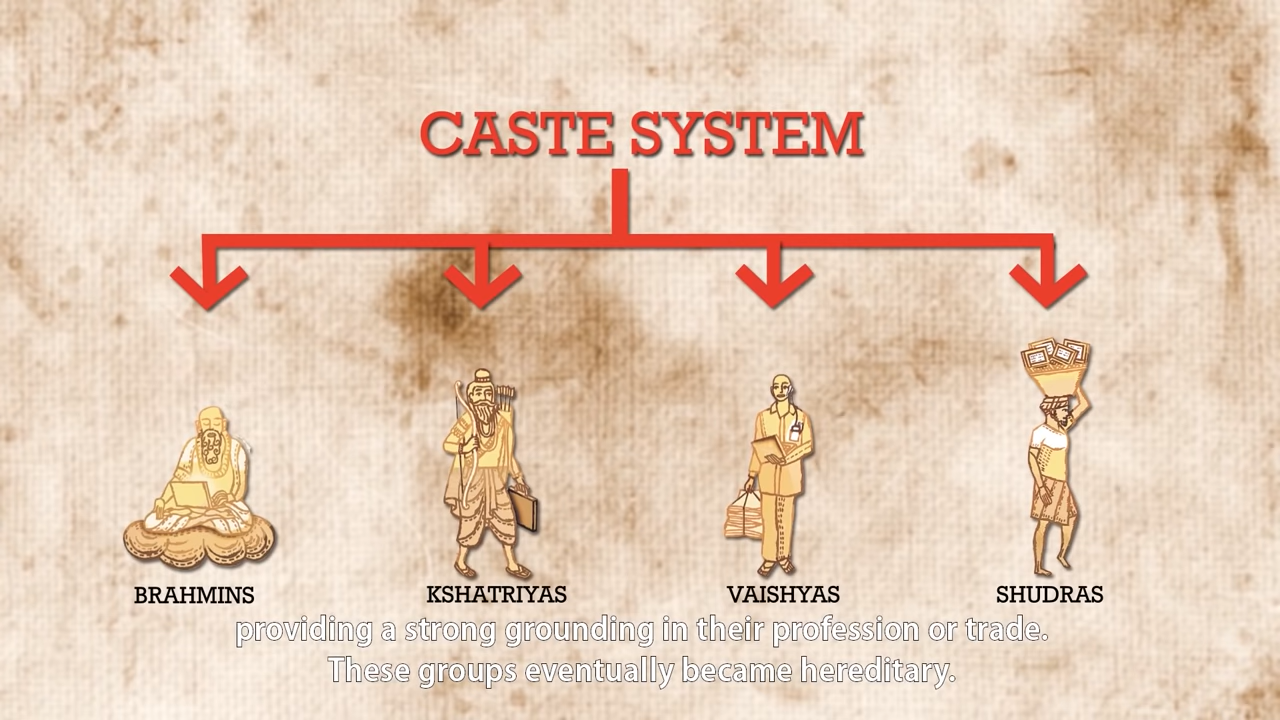 CASTE SYSTEM
BRAHMINS
KSHATRIYAS
VAISHYAS
SHUDRAS
providing a strong grounding in their profession or trade.
These groups eventually became hereditary.